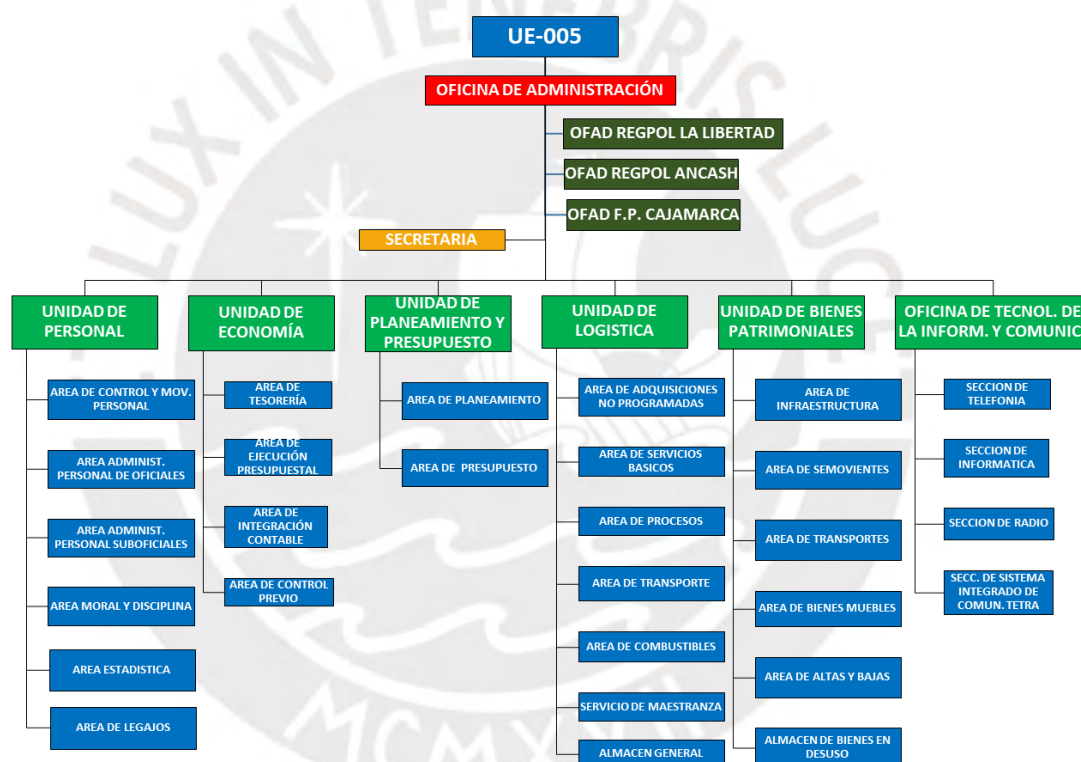 UE-005
OFICINA DE ADMINISTRACIÓN
OFAD REGPOL LA LIBERTAD
OFAD REGPOL ANCASH
OFAD F.P. CAJAMARCA
SECRETARIA
UNIDAD DE
PERSONAL
AREA DE CONTROL Y MOV.
PERSONAL
AREA ADMINIST.
PERSONAL DE OFICIALES
AREA ADMINIST.
PERSONAL SUBOFICIALES
AREA MORAL Y DISCIPLINA
AREA ESTADISTICA
AREA DE LEGAJOS
UNIDAD DE
ECONOMÍA
AREA DE
TESORERÍA
AREA DE
EJECUCIÓN
PRESUPUESTAL
AREA DE
INTEGRACIÓN
CONTABLE
AREA DE CONTROL
PREVIO
UNIDAD DE
PLANEAMIENTO Y
PRESUPUESTO
AREA DE PLANEAMIENTO
AREA DE PRESUPUESTO
UNIDAD DE
LOGISTICA
AREA DE ADQUISICIONES
NO PROGRAMADAS
AREA DE SERVICIOS
BASICOS
AREA DE PROCESOS
AREA DE TRANSPORTE
AREA DE COMBUSTIBLES
SERVICIO DE MAESTRANZA
ALMACEN GENERAL
UNIDAD DE BIENES
PATRIMONIALES
AREA DE
INFRAESTRUCTURA
AREA DE SEMOVIENTES
AREA DE TRANSPORTES
AREA DE BIENES MUEBLES
AREA DE ALTAS Y BAJAS
ALMACEN DE BIENES EN
DESUSO
OFICINA DE TECNOL. DE
LA INFORM. Y COMUNIC
SECCION DE
TELEFONIA
SECCION DE
INFORMATICA
SECCION DE RADIO
SECC. DE SISTEMA
INTEGRADO DE
COMUN. TETRA
LUX IN TENEBRIS LUCET
MCMXVII